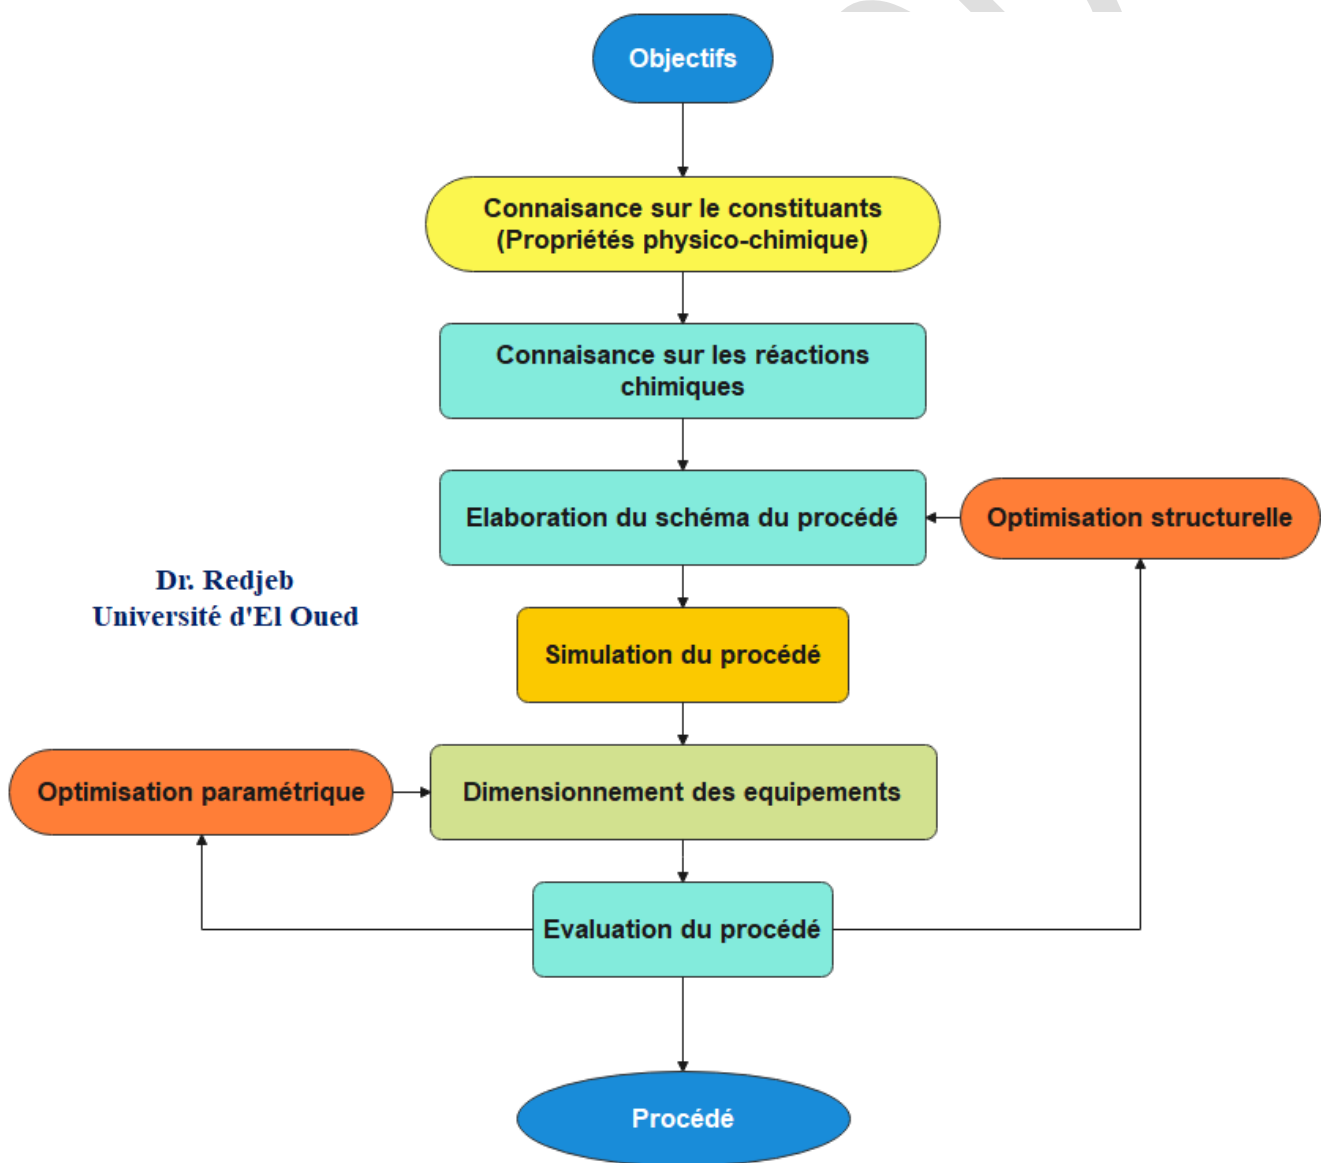 Objectifs
Connaisance sur le constituants
(Propriétés physico-chimique)
Connaisance sur les réactions
chimiques
Elaboration du schéma du procédé
Optimisation structurelle
Dr. Redjeb
Université d'El Oued
Simulation du procédé
Optimisation paramétrique
Dimensionnement des equipements
Evaluation du procédé
Procédé